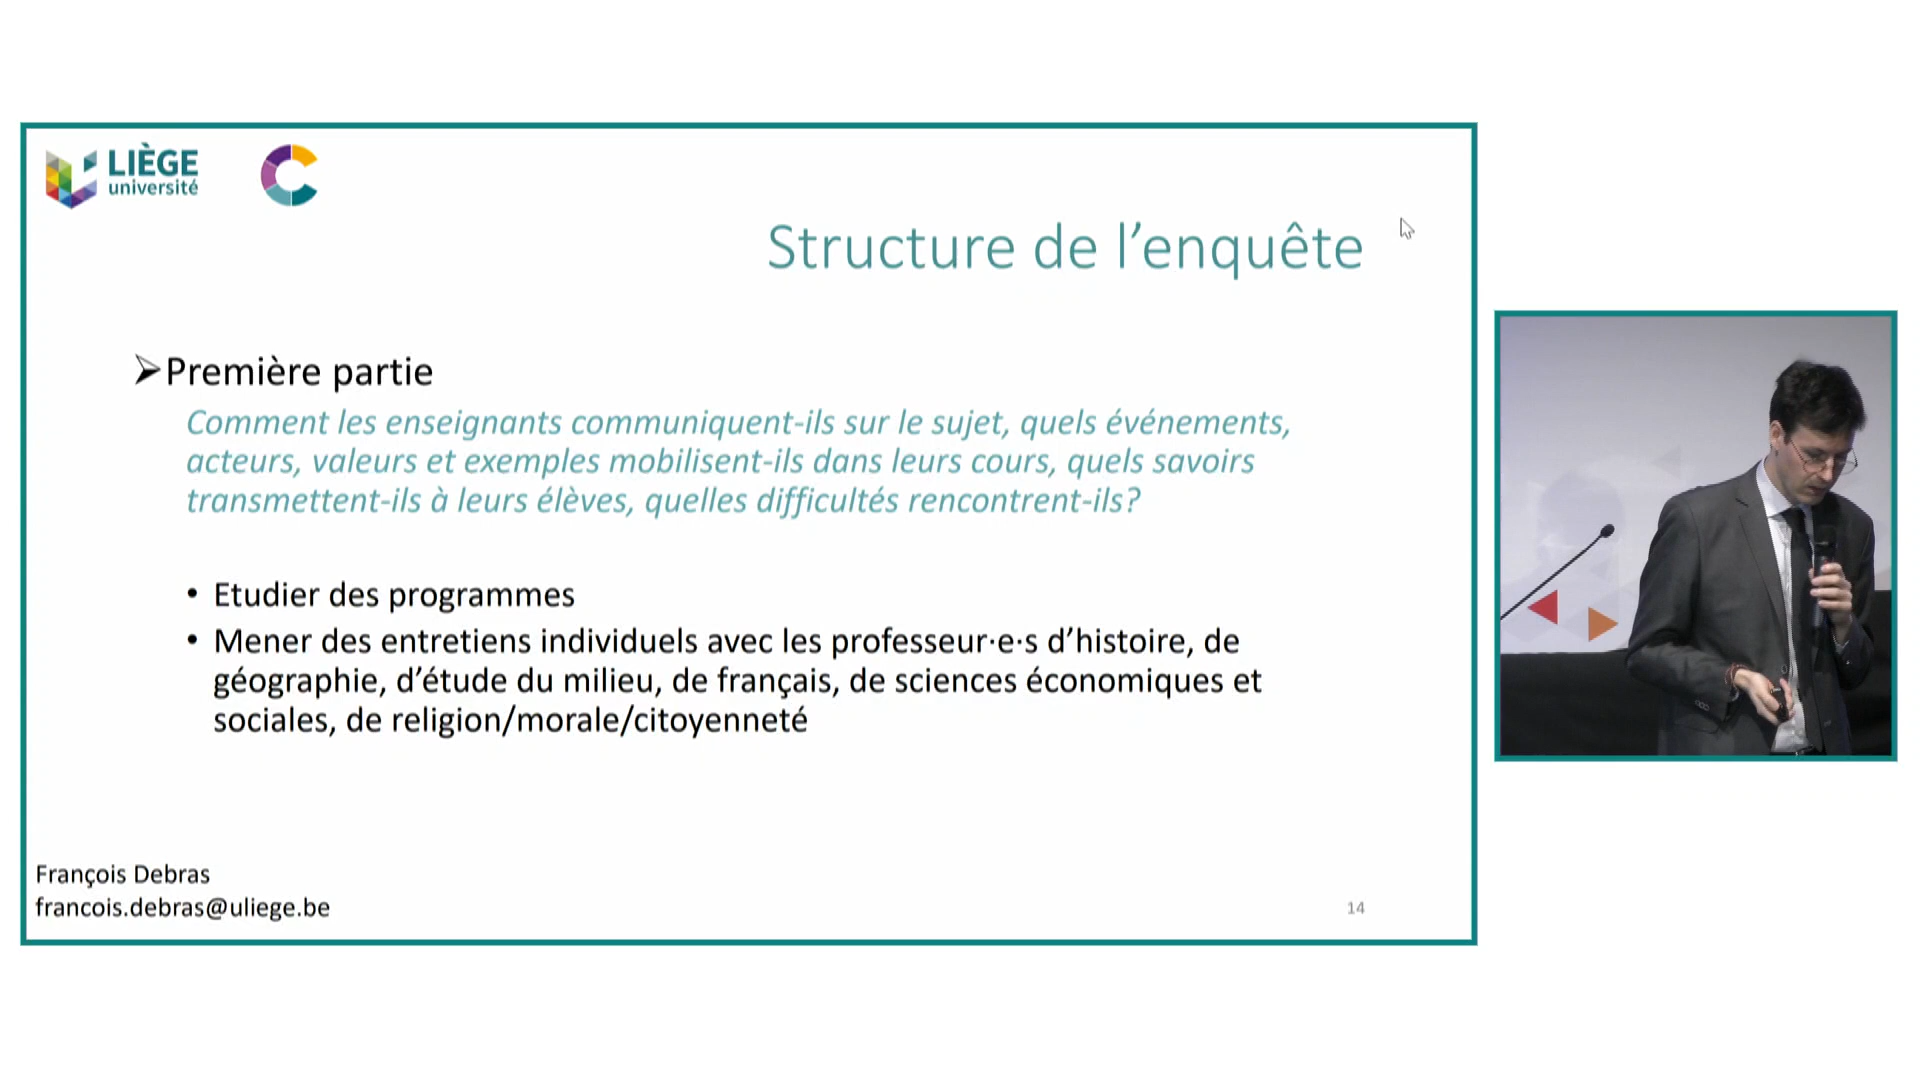 LIÈGE
université
Structure de l’enquête
Première partie
Comment les enseignants communiquent-ils sur le sujet, quels événements,
acteurs, valeurs et exemples mobilisent-ils dans leurs cours, quels savoirs
transmettent-ils à leurs élèves, quelles difficultés rencontrent-ils?
• Etudier des programmes
• Mener des entretiens individuels avec les professeur·e·s d’histoire, de
géographie, d’étude du milieu, de français, de sciences économiques et
sociales, de religion/morale/citoyenneté
François Debras
francois.debras@uliege.be
14